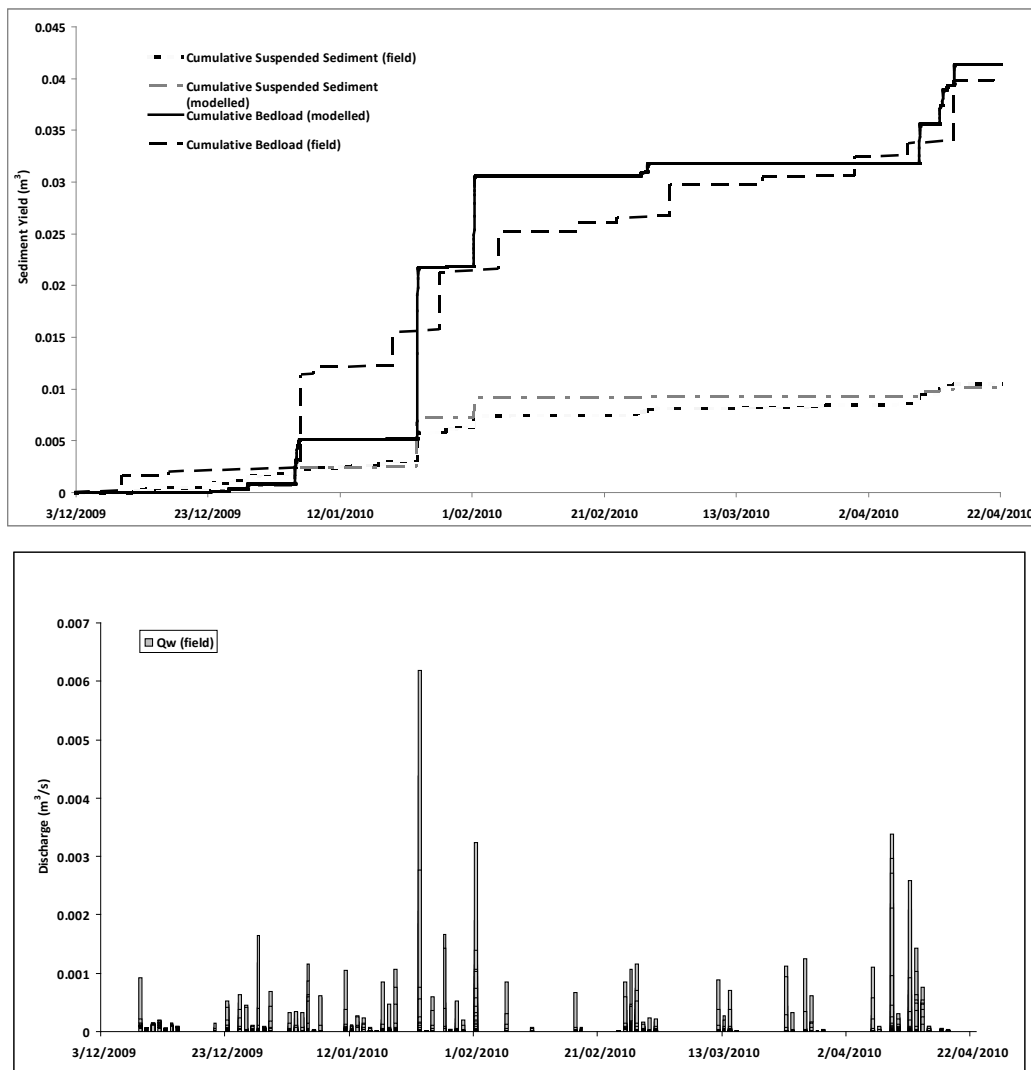 Cumulative Suspended Sediment (field)
Cumulative Suspended Sediment
(modelled)
Cumulative Bedload (modelled)
Cumulative Bedload (field)
Sediment Yield (m³)
0.045
0.04
0.035
0.03
0.025
0.02
0.015
0.01
0.005
0
3/12/2009 23/12/2009 12/01/2010 1/02/2010 21/02/2010 13/03/2010 2/04/2010 22/04/2010
Qw (field)
Discharge (m³/s)
0.007
0.006
0.005
0.004
0.003
0.002
0.001
0
3/12/2009 23/12/2009 12/01/2010 1/02/2010 21/02/2010 13/03/2010 2/04/2010 22/04/2010